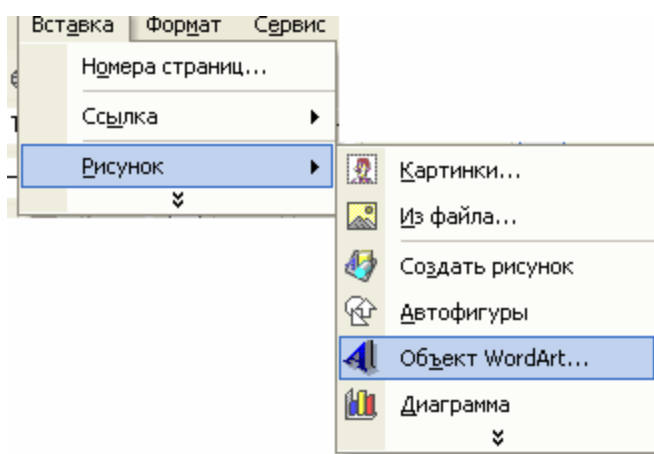 Вставка Формат Сервис
Номера страниц...
Ссылка
Рисунок
Картинки...
Из файла...
Создать рисунок
Автофигуры
Объект WordArt...
Диаграмма